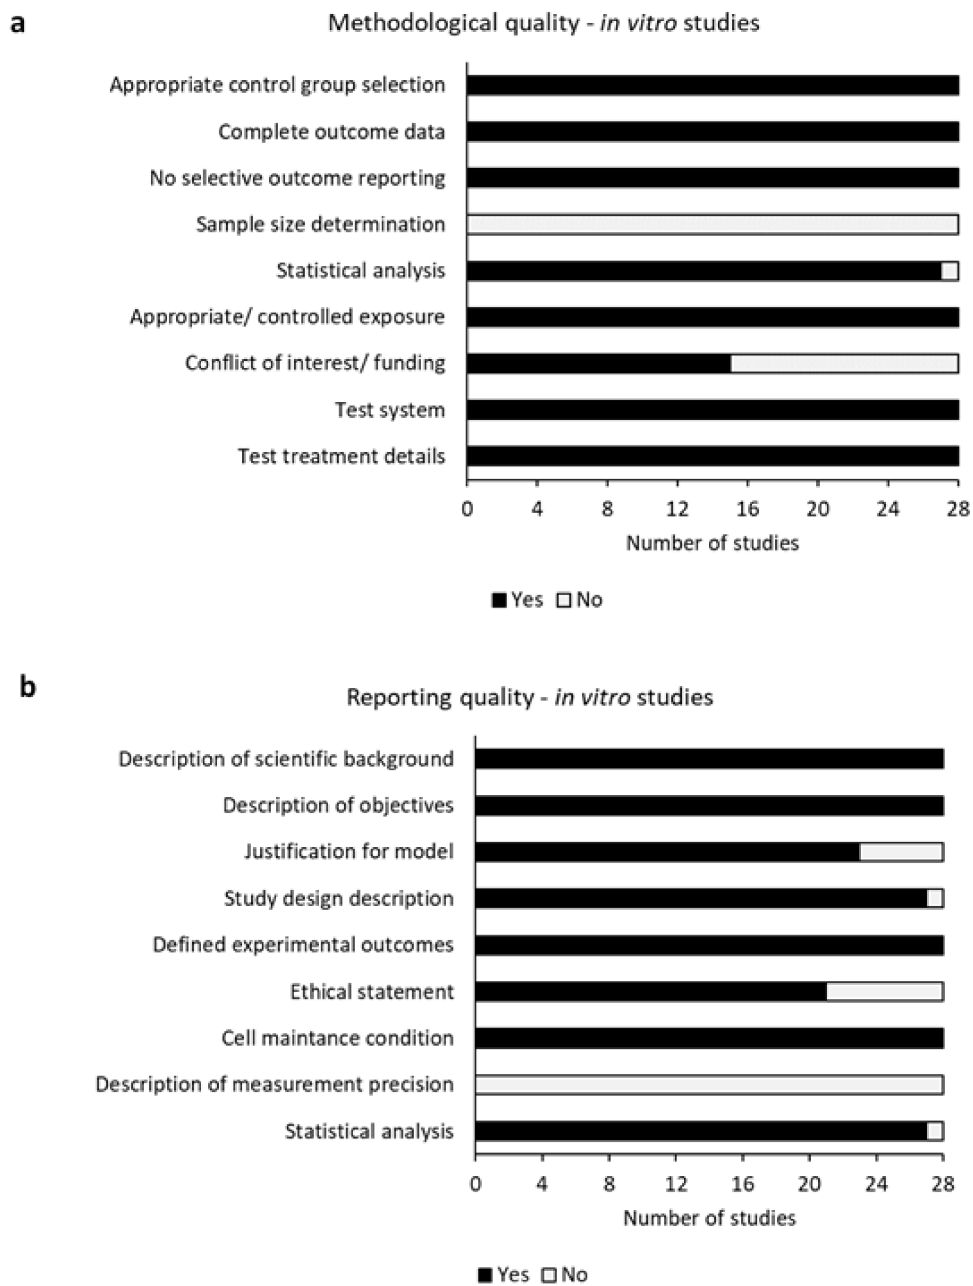 a
Methodological quality - in vitro studies
Appropriate control group selection
Complete outcome data
No selective outcome reporting
Sample size determination
Statistical analysis
Appropriate/ controlled exposure
Conflict of interest/ funding
Test system
Test treatment details
0 4 8 12 16 20 24 28
Number of studies
Yes No
b
Reporting quality - in vitro studies
Description of scientific background
Description of objectives
Justification for model
Study design description
Defined experimental outcomes
Ethical statement
Cell maintance condition
Description of measurement precision
Statistical analysis
0 4 8 12 16 20 24 28
Number of studies
Yes No